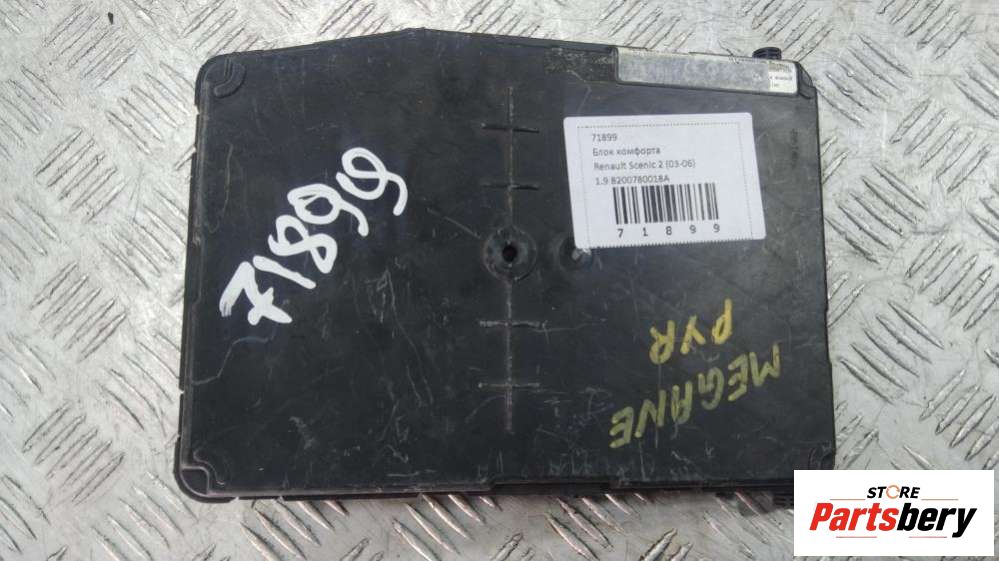 71899
Блок комфорта
Renault Scenic 2 (03-06)
1.9 8200780018A
7 1 8 9 9
71899
MEGANE
PYR
STORE
Partsbery